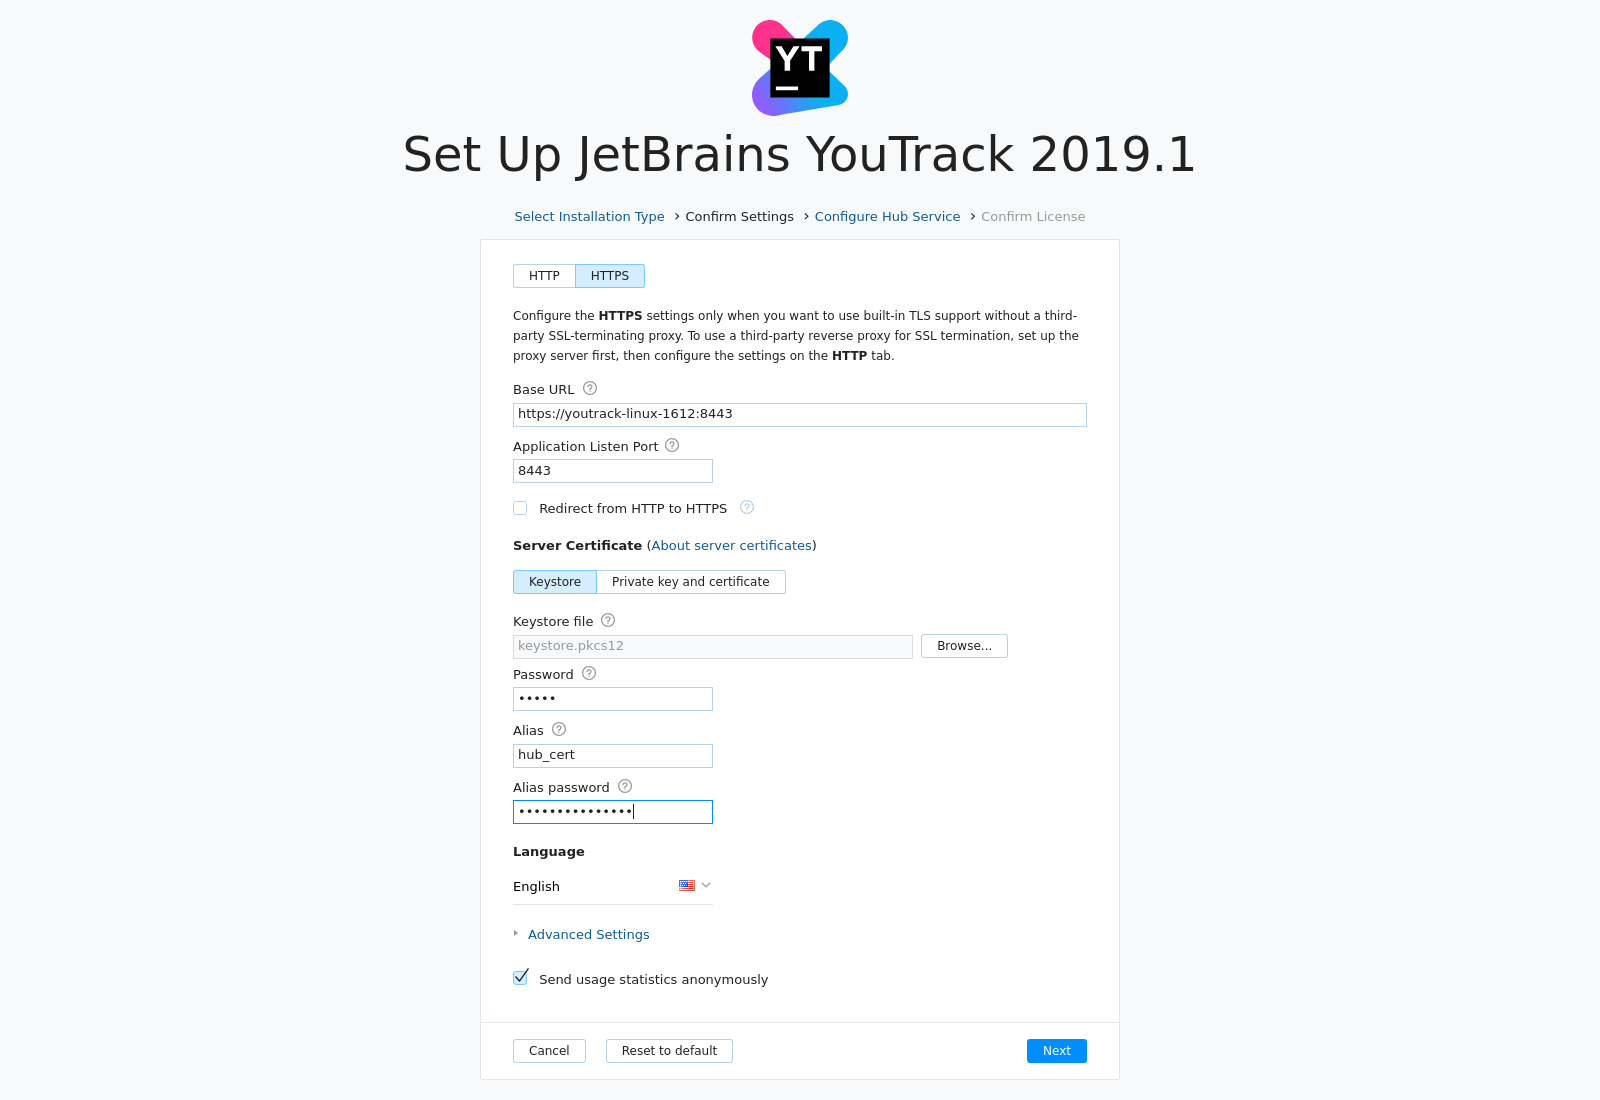 YT
Set Up JetBrains YouTrack 2019.1
Select Installation Type › Confirm Settings › Configure Hub Service › Confirm License
HTTP HTTPS
Configure the HTTPS settings only when you want to use built-in TLS support without a third-
party SSL-terminating proxy. To use a third-party reverse proxy for SSL termination, set up the
proxy server first, then configure the settings on the HTTP tab.
Base URL ?
https://youtrack-linux-1612:8443
Application Listen Port ?
8443
Redirect from HTTP to HTTPS ?
Server Certificate (About server certificates)
Keystore Private key and certificate
Keystore file ?
keystore.pkcs12 Browse...
Password ?
•••••
Alias ?
hub_cert
Alias password ?
•••••••••••••••
Language
English
Advanced Settings
Send usage statistics anonymously
Cancel Reset to default Next